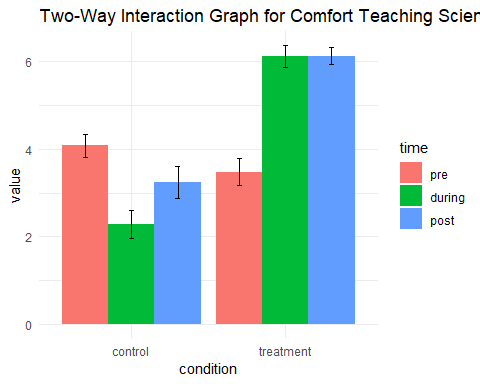 Two-Way Interaction Graph for Comfort Teaching Scien
6
4
2
0
value
control
treatment
condition
time
pre
during
post